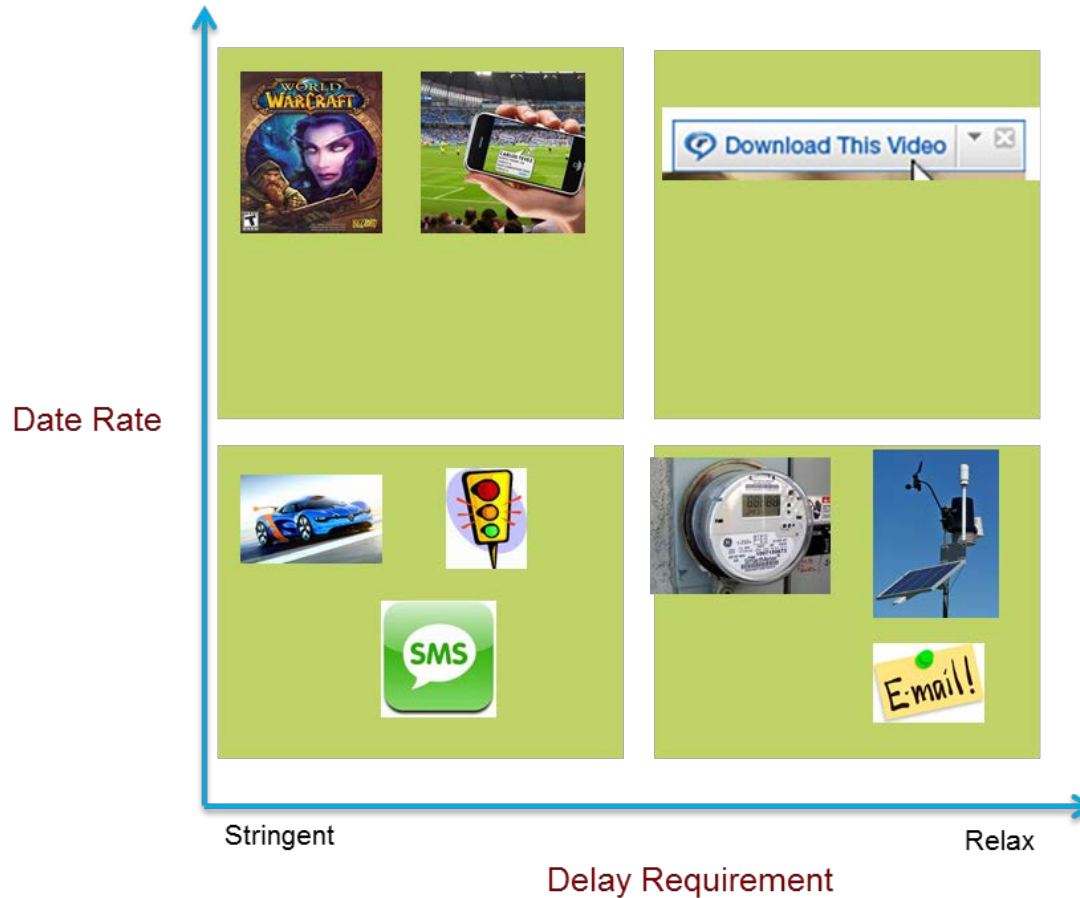 WORLD
WARCRAFT
Download This Video
Date Rate
SMS
E-mail!
Stringent
Relax
Delay Requirement